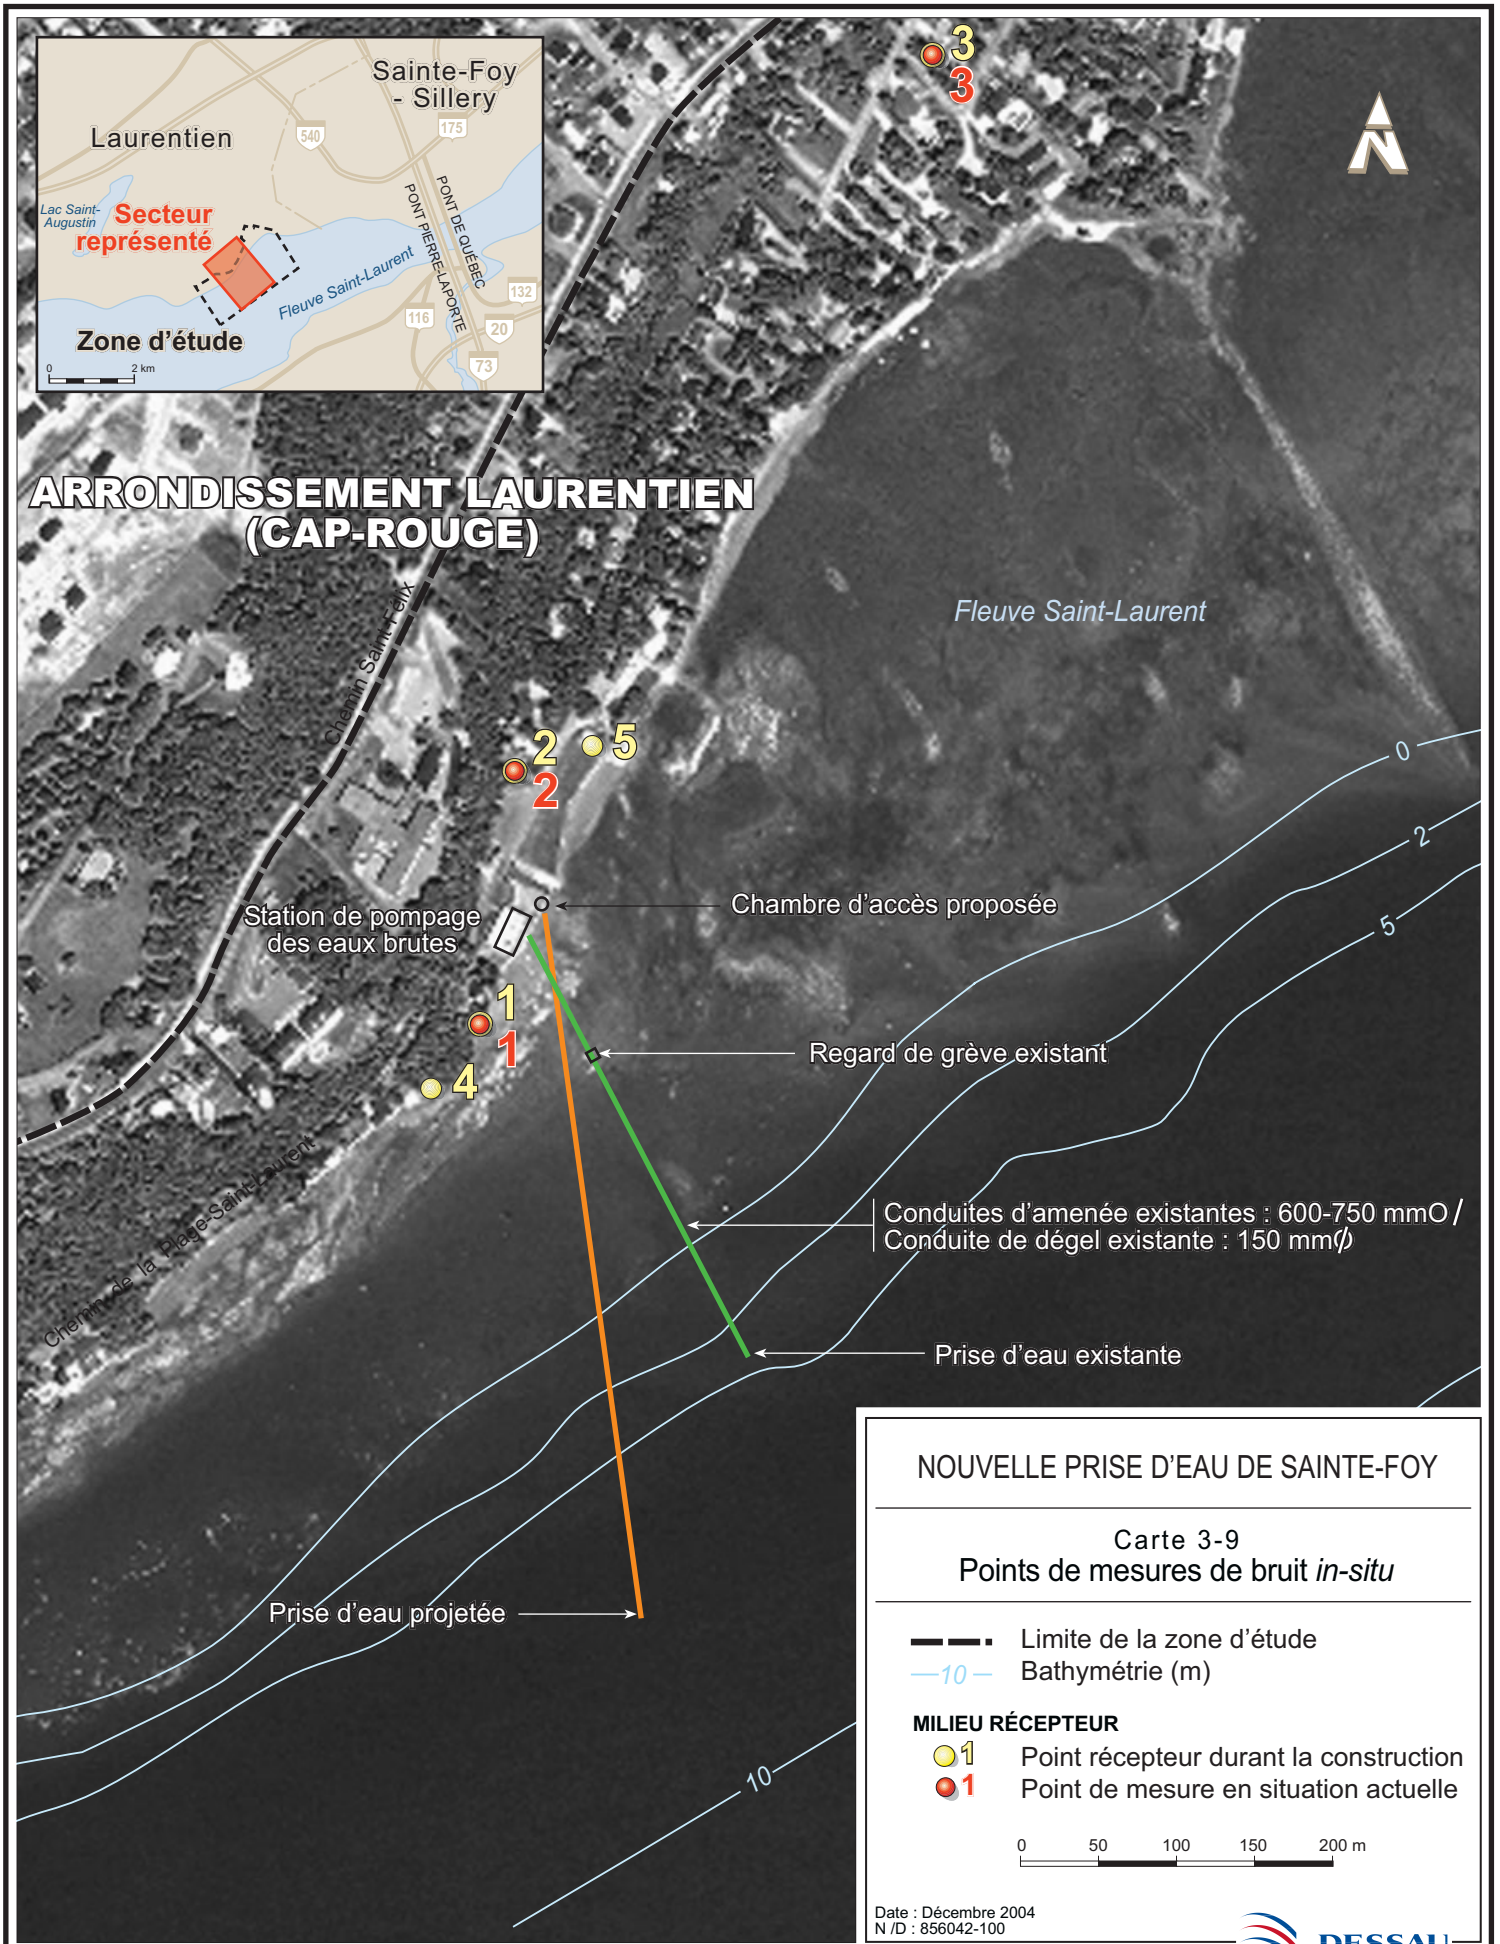 Sainte-Foy
- Sillery
Laurentien
540
175
Lac Saint-
Augustin
Secteur
représenté
PONT DE QUÉBEC
PONT PIERRE-LAPORTE
Fleuve Saint-Laurent
132
116
20
73
Zone d'étude
0 2 km
3
3
N
ARRONDISSEMENT LAURENTIEN
(CAP-ROUGE)
Chemin Saint-Félix
Fleuve Saint-Laurent
2
2
5
0
2
5
Station de pompage
des eaux brutes
Chambre d'accès proposée
1
1
4
Regard de grève existant
Chemin de la Plage-Saint-Laurent
Conduites d'amenée existantes : 600-750 mmO /
Conduite de dégel existante : 150 mmO/
Prise d'eau existante
Prise d'eau projetée
10
NOUVELLE PRISE D'EAU DE SAINTE-FOY
Carte 3-9
Points de mesures de bruit in-situ
Limite de la zone d'étude
10 Bathymétrie (m)
MILIEU RÉCEPTEUR
1 Point récepteur durant la construction
1 Point de mesure en situation actuelle
0 50 100 150 200 m
Date : Décembre 2004
N /D : 856042-100
DESSAU